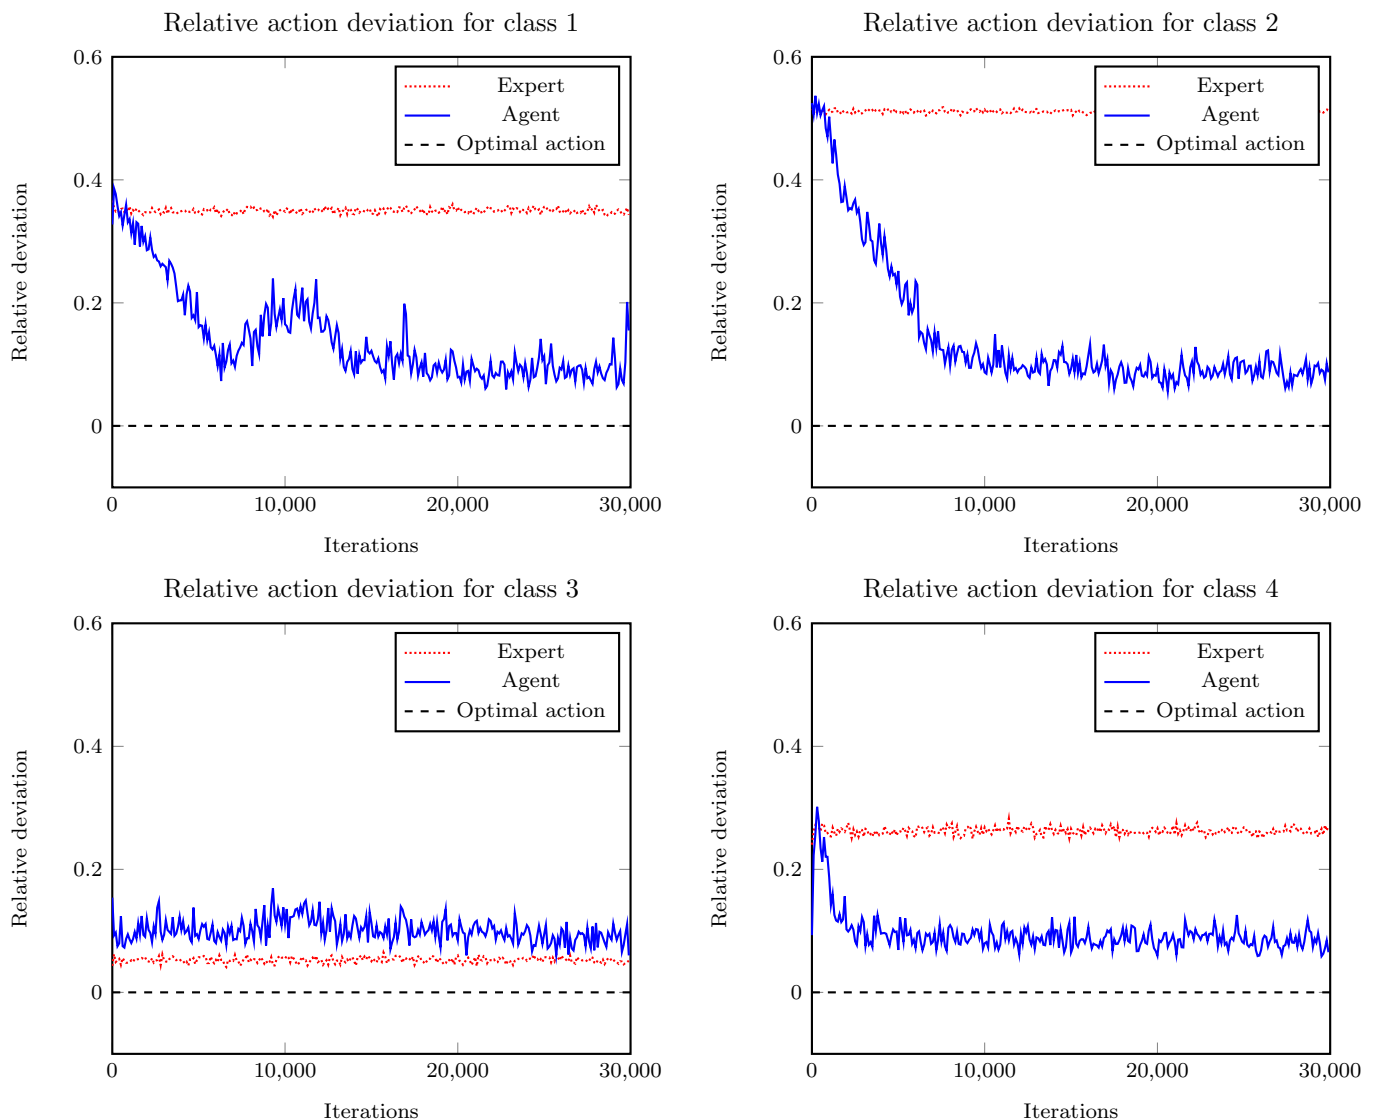 Relative action deviation for class 1
0.6
0.4
0.2
0
0
10,000
20,000
30,000
Relative deviation
Iterations
Expert
Agent
Optimal action
Relative action deviation for class 2
0.6
0.4
0.2
0
0
10,000
20,000
30,000
Relative deviation
Iterations
Expert
Agent
Optimal action
Relative action deviation for class 3
0.6
0.4
0.2
0
0
10,000
20,000
30,000
Relative deviation
Iterations
Expert
Agent
Optimal action
Relative action deviation for class 4
0.6
0.4
0.2
0
0
10,000
20,000
30,000
Relative deviation
Iterations
Expert
Agent
Optimal action